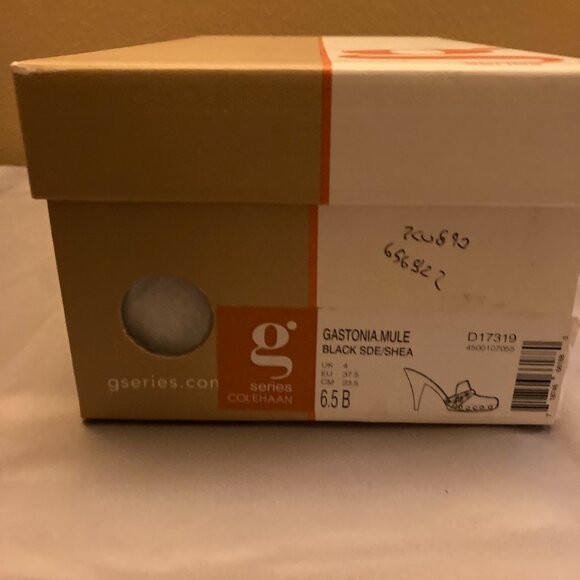 gseries.com
g
series
COLEHAAN
GASTONIA.MULE
BLACK SDE/SHEA
UK 4
EU 37.5
CM 23.5
6.5 B
D17319
4500107055